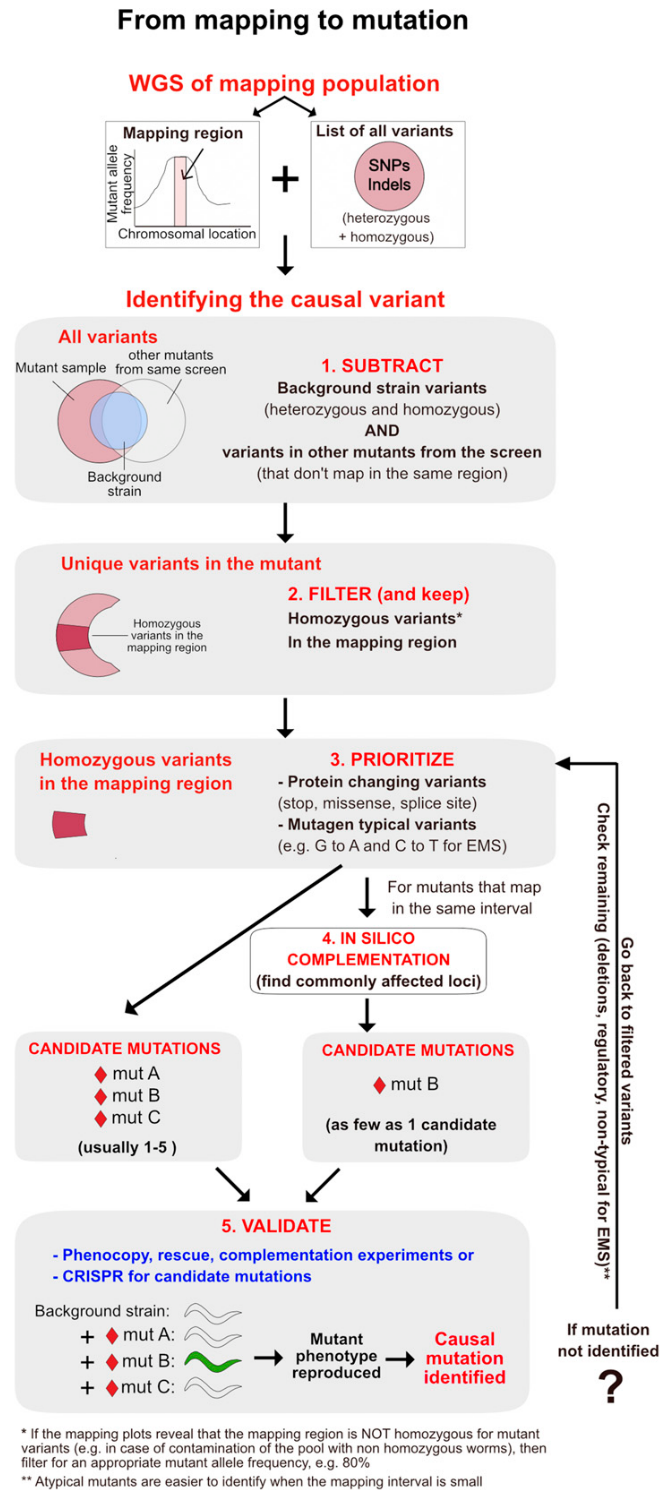 From mapping to mutation
WGS of mapping population
Mapping region
Mutant allele
frequency
Chromosomal location
+
List of all variants
SNPs
Indels
(heterozygous
+ homozygous)
Identifying the causal variant
All variants
Mutant sample
other mutants
from same screen
Background
strain
1. SUBTRACT
Background strain variants
(heterozygous and homozygous)
AND
variants in other mutants from the screen
(that don't map in the same region)
Unique variants in the mutant
Homozygous
variants in the
mapping region
2. FILTER (and keep)
Homozygous variants*
In the mapping region
Homozygous variants
in the mapping region
3. PRIORITIZE
- Protein changing variants
(stop, missense, splice site)
- Mutagen typical variants
(e.g. G to A and C to T for EMS)
For mutants that map
in the same interval
4. IN SILICO
COMPLEMENTATION
(find commonly affected loci)
CANDIDATE MUTATIONS
mut A
mut B
mut C
(usually 1-5 )
CANDIDATE MUTATIONS
mut B
(as few as 1 candidate
mutation)
5. VALIDATE
- Phenocopy, rescue, complementation experiments or
- CRISPR for candidate mutations
Background strain:
+ mut A:
+ mut B:
+ mut C:
Mutant
phenotype
reproduced
Causal
mutation
identified
Go back to filtered variants
Check remaining (deletions, regulatory, non-typical for EMS)**
If mutation
not identified
?
* If the mapping plots reveal that the mapping region is NOT homozygous for mutant
variants (e.g. in case of contamination of the pool with non homozygous worms), then
filter for an appropriate mutant allele frequency, e.g. 80%
** Atypical mutants are easier to identify when the mapping interval is small